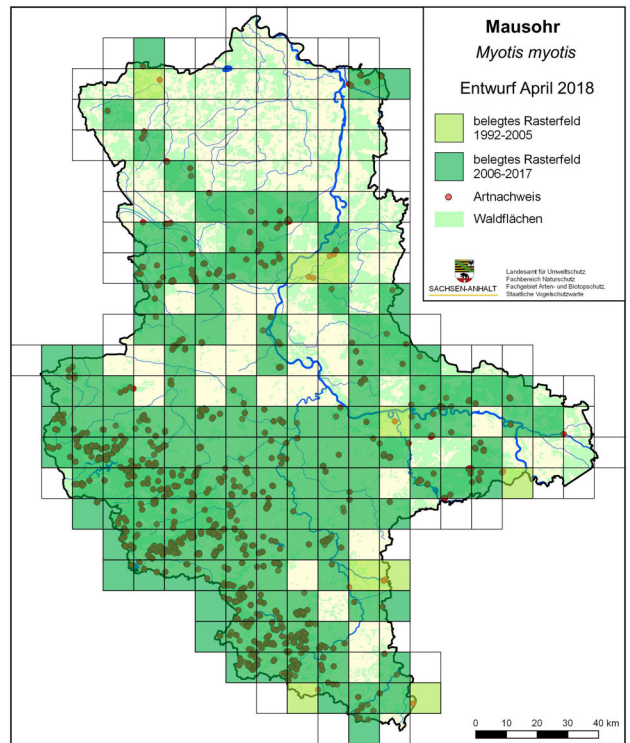 Mausohr
Myotis myotis
Entwurf April 2018
belegtes Rasterfeld
1992-2005
belegtes Rasterfeld
2006-2017
Artnachweis
Waldflächen
SACHSEN-ANHALT
Landesamt für Umweltschutz
Fachbereich Naturschutz
Fachgebiet Arten- und Biotopschutz,
Staatliche Vogelschutzwarte
0 10 20 30 40 km